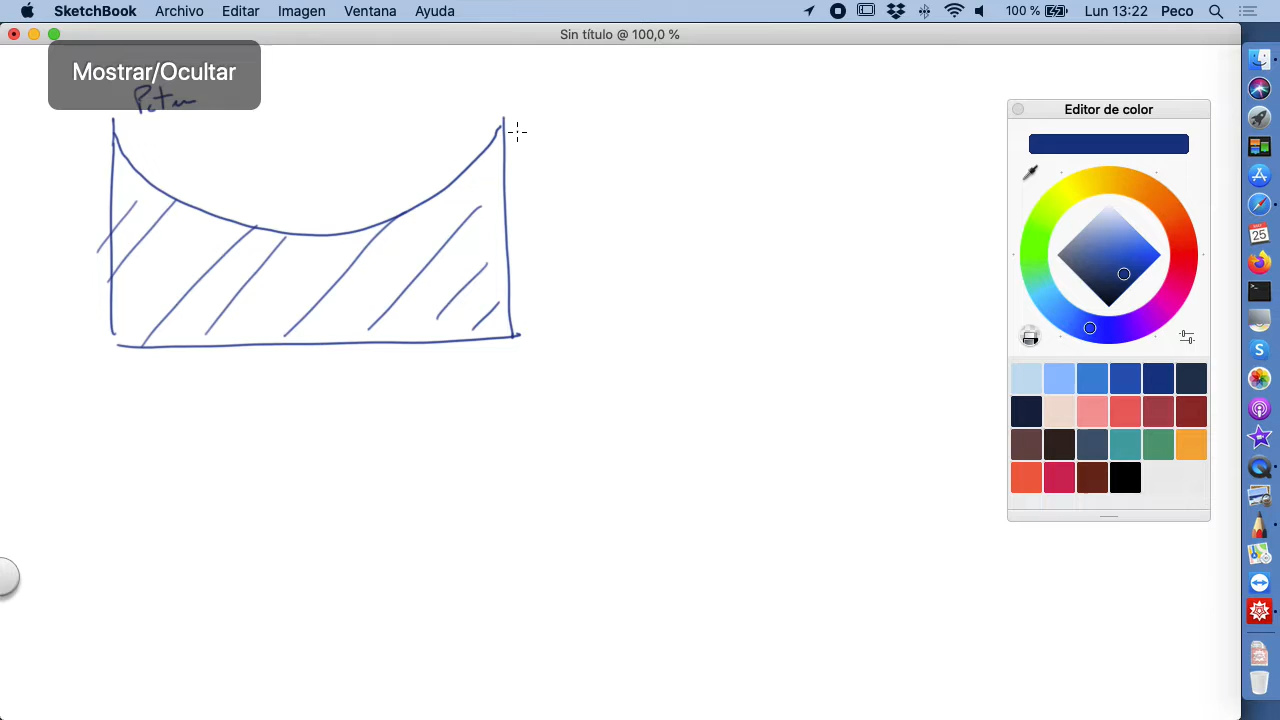 SketchBook Archivo Editar Imagen Ventana Ayuda 100 % Lun 13:22 Peco
Sin título @ 100,0 %
Mostrar/Ocultar
Editor de color
25